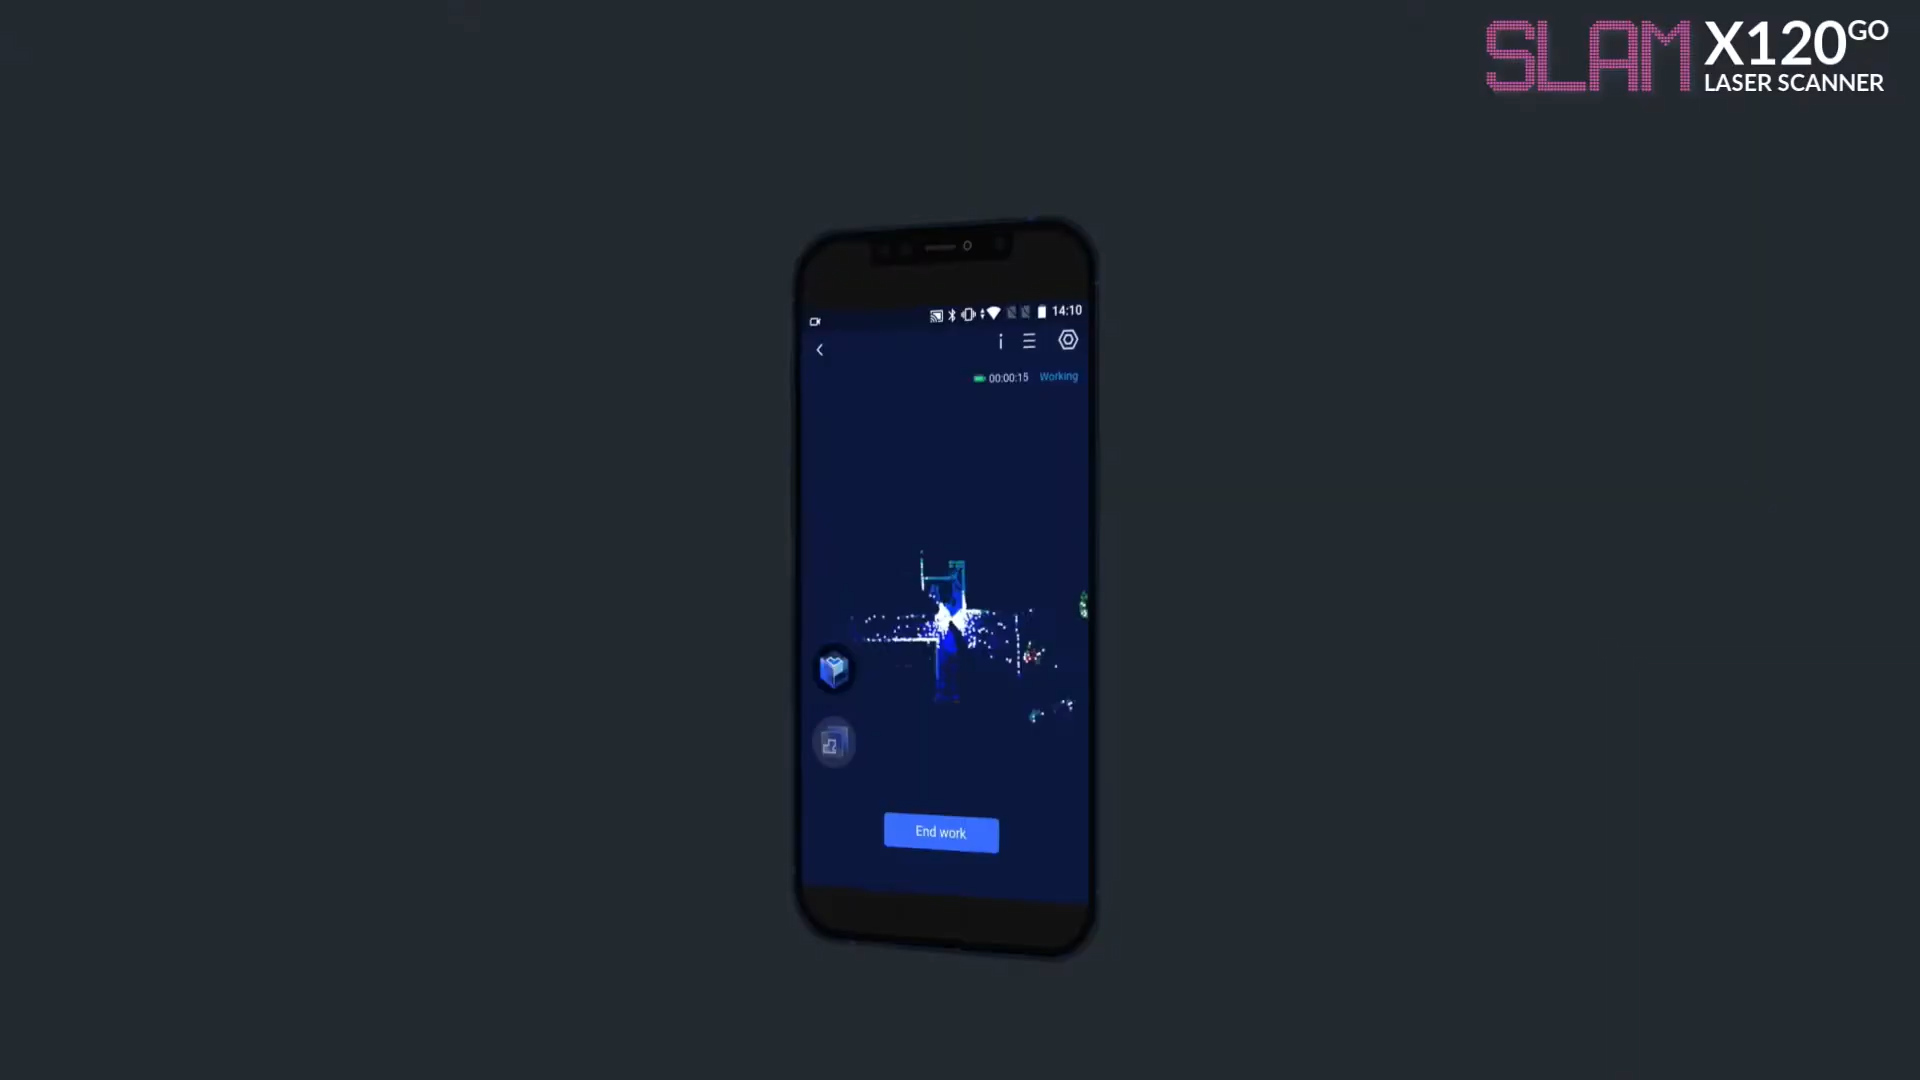 SLAM X120GO
LASER SCANNER
14:10
00:00:15 Working
End work